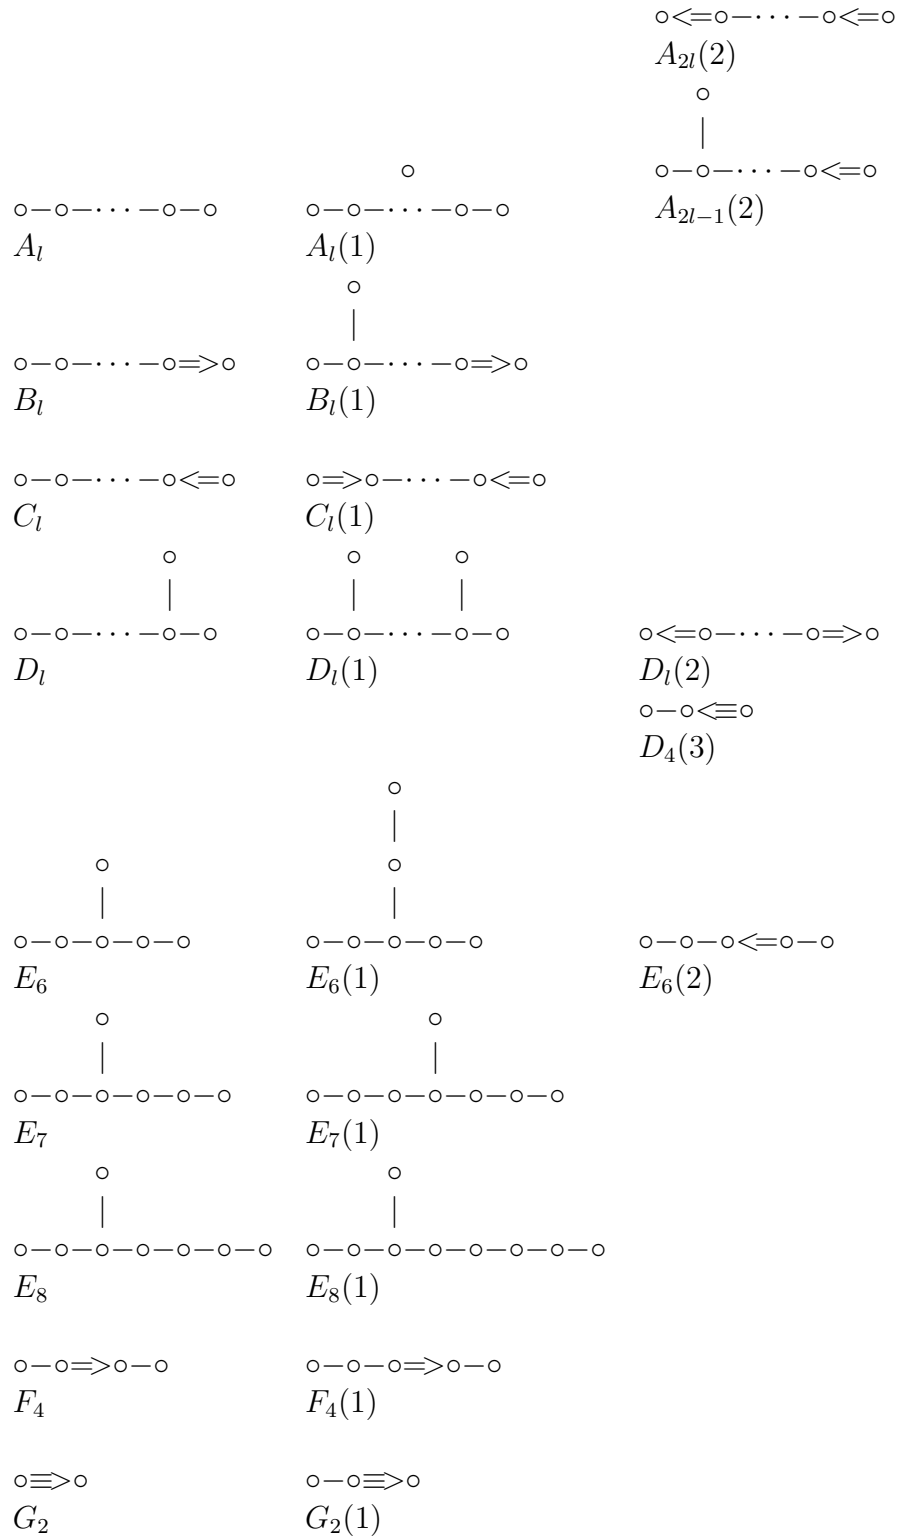 A_{2l}(2)
A_l A_l(1) A_{2l-1}(2)
B_l B_l(1)
C_l C_l(1)
D_l D_l(1) D_l(2)
D_4(3)
E_6 E_6(1) E_6(2)
E_7 E_7(1)
E_8 E_8(1)
F_4 F_4(1)
G_2 G_2(1)